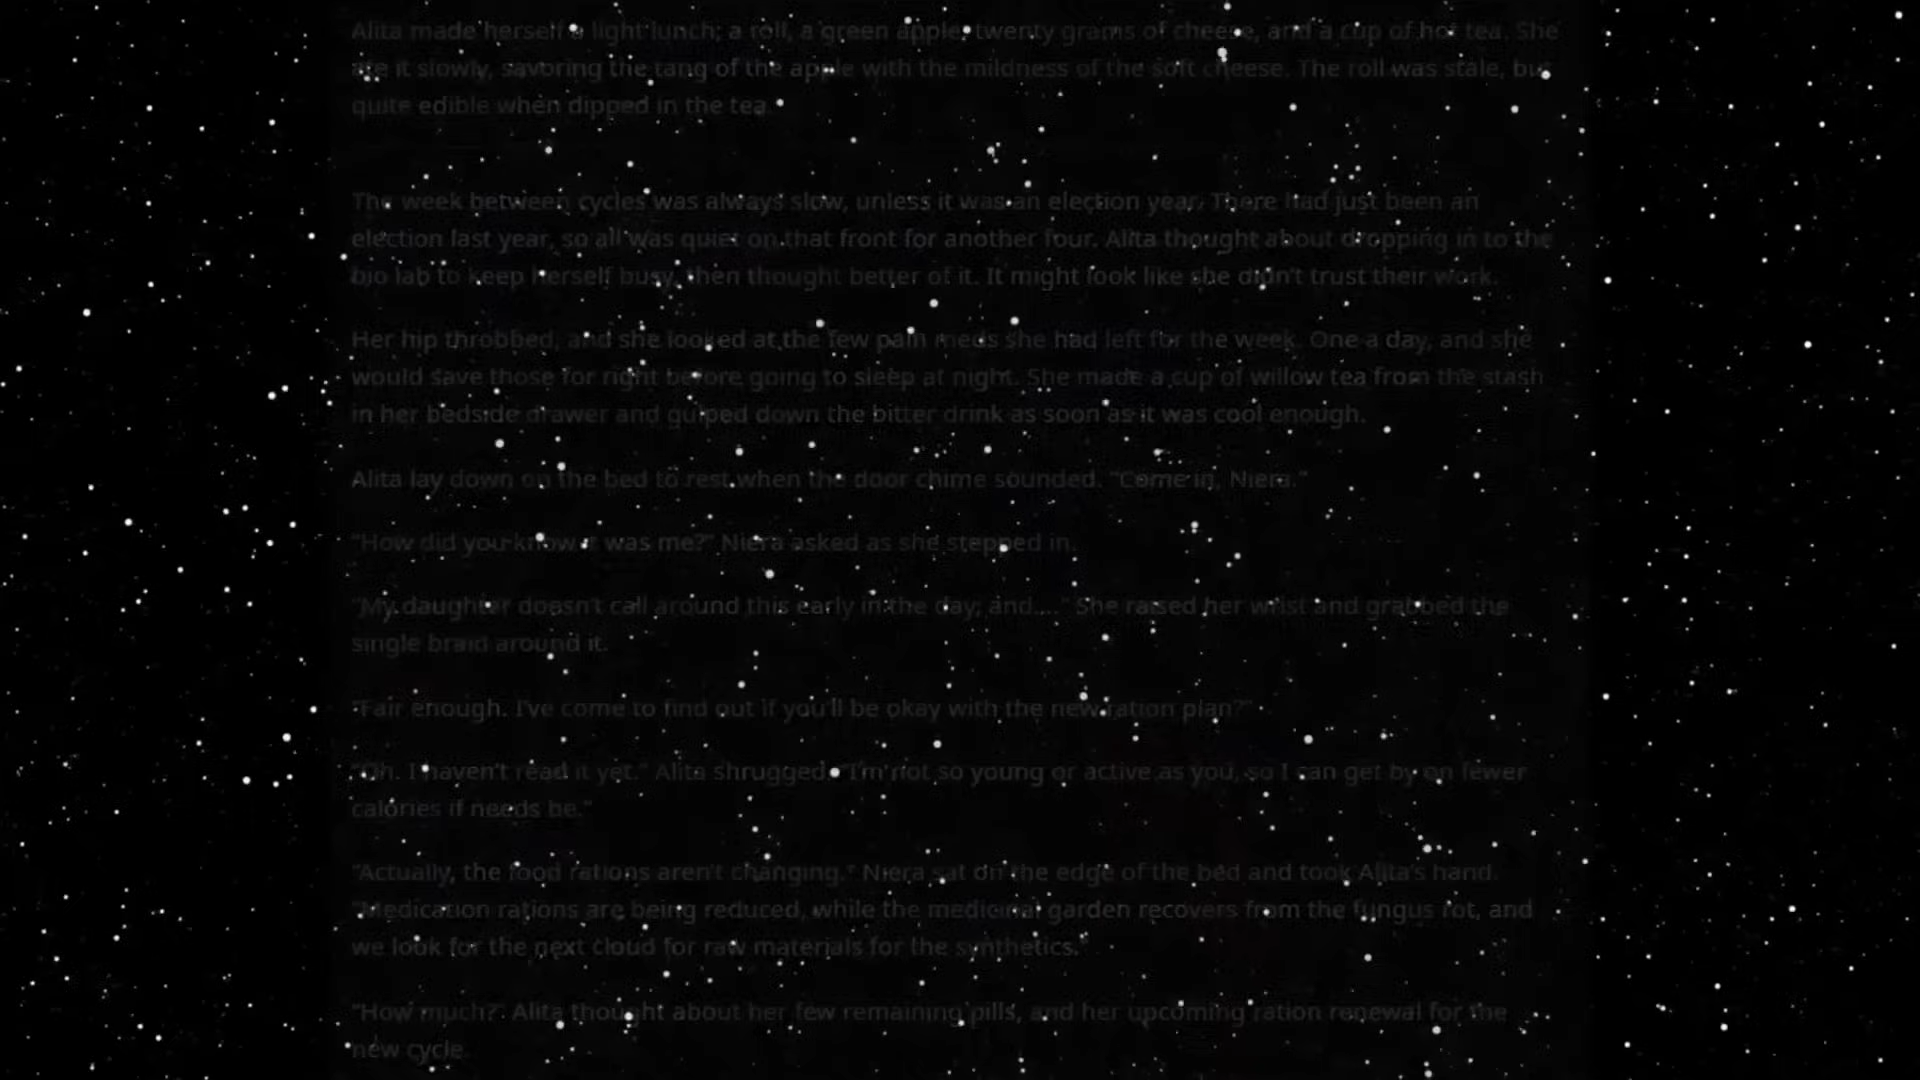 Alita made herself a light lunch; a roll, a green apple, twenty grams of cheese, and a cup of hot tea. She
ate it slowly, savoring the tang of the apple with the mildness of the soft cheese. The roll was stale, but
quite edible when dipped in the tea.
The week between cycles was always slow, unless it was an election year. There had just been an
election last year, so all was quiet on that front for another four. Alita thought about dropping in to the
bio lab to keep herself busy, then thought better of it. It might look like she didn't trust their work.
Her hip throbbed, and she looked at the few pain meds she had left for the week. One a day, and she
would save those for right before going to sleep at night. She made a cup of willow tea from the stash
in her bedside drawer and gulped down the bitter drink as soon as it was cool enough.
Alita lay down on the bed to rest when the door chime sounded. “Come in, Niera.”
“How did you know it was me?” Niera asked as she stepped in.
“My daughter doesn't call around this early in the day, and....” She raised her wrist and grabbed the
single braid around it.
“Fair enough. I've come to find out if you'll be okay with the new ration plan?”
“Oh. I haven't read it yet.” Alita shrugged. “I'm not so young or active as you, so I can get by on fewer
calories if needs be.”
“Actually, the food rations aren't changing.” Niera sat on the edge of the bed and took Alita's hand.
“Medication rations are being reduced, while the medicinal garden recovers from the fungus rot, and
we look for the next cloud for raw materials for the synthetics.”
“How much?” Alita thought about her few remaining pills, and her upcoming ration renewal for the
new cycle.